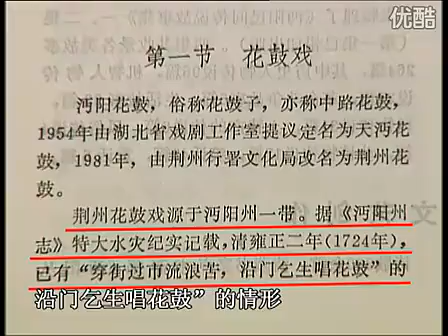 优酷
第一节 花鼓戏
沔阳花鼓，俗称花鼓子，亦称中路花鼓，
1954年由湖北省戏剧工作室提议定名为天沔花
鼓，1981年，由荆州行署文化局改名为荆州花
鼓。
荆州花鼓戏源于沔阳州一带。据《沔阳州
志》特大水灾纪实记载，清雍正二年(1724年)，
已有“穿街过市流浪苦，沿门乞生唱花鼓”的
沿门乞生唱花鼓”的情形